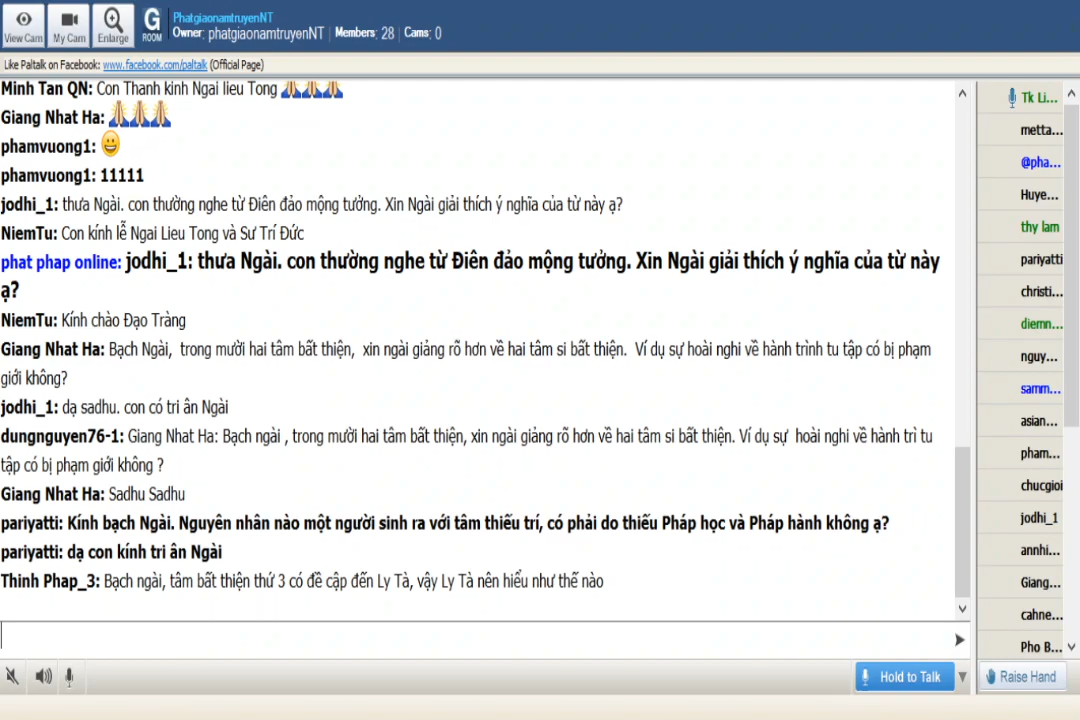 View Cam
My Cam
Enlarge
G
ROOM
PhatgiaonamtruyenNT
Owner: phatgiaonamtruyenNT | Members: 28 | Cams: 0
Like Paltalk on Facebook: www.facebook.com/paltalk (Official Page)
Minh Tan QN: Con Thanh kinh Ngai lieu Tong
Giang Nhat Ha:
phamvuong1:
phamvuong1: 11111
jodhi_1: thưa Ngài. con thường nghe từ Điên đảo mộng tưởng. Xin Ngài giải thích ý nghĩa của từ này ạ?
NiemTu: Con kính lễ Ngai Lieu Tong và Sư Trí Đức
phat phap online: jodhi_1: thưa Ngài. con thường nghe từ Điên đảo mộng tưởng. Xin Ngài giải thích ý nghĩa của từ này
ạ?
NiemTu: Kính chào Đạo Tràng
Giang Nhat Ha: Bạch Ngài, trong mười hai tâm bất thiện, xin ngài giảng rõ hơn về hai tâm si bất thiện. Ví dụ sự hoài nghi về hành trình tu tập có bị phạm
giới không?
jodhi_1: dạ sadhu. con có tri ân Ngài
dungnguyen76-1: Giang Nhat Ha: Bạch ngài , trong mười hai tâm bất thiện, xin ngài giảng rõ hơn về hai tâm si bất thiện. Ví dụ sự hoài nghi về hành trì tu
tập có bị phạm giới không ?
Giang Nhat Ha: Sadhu Sadhu
pariyatti: Kính bạch Ngài. Nguyên nhân nào một người sinh ra với tâm thiếu trí, có phải do thiếu Pháp học và Pháp hành không ạ?
pariyatti: dạ con kính tri ân Ngài
Thinh Phap_3: Bạch ngài, tâm bất thiện thứ 3 có đề cập đến Ly Tà, vậy Ly Tà nên hiểu như thế nào
Tk Li...
metta...
@pha...
Huye...
thy lam
pariyatti
christi...
diemn...
nguy...
samm...
asian...
pham...
chucgioi
jodhi_1
annhi...
Giang...
cahne...
Pho B...
Hold to Talk
Raise Hand